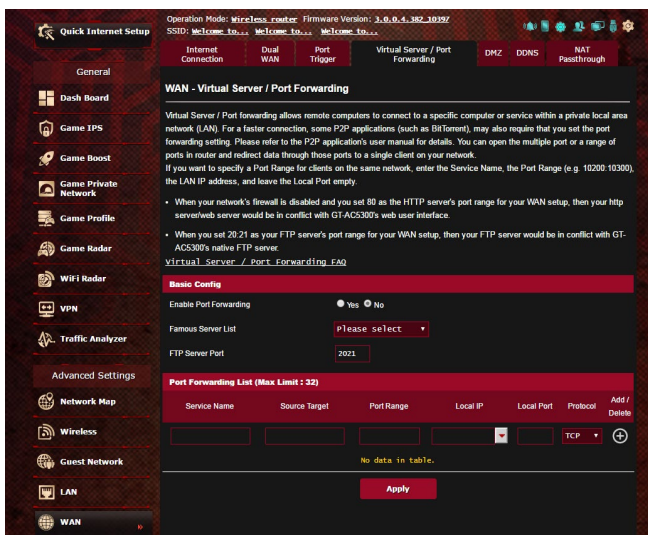 Quick Internet Setup
General
Dash Board
Game IPS
Game Boost
Game Private
Network
Game Profile
Game Radar
WiFi Radar
VPN
Traffic Analyzer
Advanced Settings
Network Map
Wireless
Guest Network
LAN
WAN
Operation Mode: Wireless router Firmware Version: 3.0.0.4.382_10397
SSID: Welcome to... Welcome to... Welcome to...
Internet Connection
Dual WAN
Port Trigger
Virtual Server / Port Forwarding
DMZ
DDNS
NAT Passthrough
WAN - Virtual Server / Port Forwarding
Virtual Server / Port forwarding allows remote computers to connect to a specific computer or service within a private local area
network (LAN). For a faster connection, some P2P applications (such as BitTorrent), may also require that you set the port
forwarding setting. Please refer to the P2P application's user manual for details. You can open the multiple port or a range of
ports in router and redirect data through those ports to a single client on your network.
If you want to specify a Port Range for clients on the same network, enter the Service Name, the Port Range (e.g. 10200:10300),
the LAN IP address, and leave the Local Port empty.
• When your network's firewall is disabled and you set 80 as the HTTP server's port range for your WAN setup, then your http
server/web server would be in conflict with GT-AC5300's web user interface.
• When you set 20:21 as your FTP server's port range for your WAN setup, then your FTP server would be in conflict with GT-
AC5300's native FTP server.
Virtual Server / Port Forwarding FAQ
Basic Config
Enable Port Forwarding Yes No
Famous Server List Please select
FTP Server Port 2021
Port Forwarding List (Max Limit : 32)
Service Name Source Target Port Range Local IP Local Port Protocol Add / Delete
TCP
No data in table.
Apply